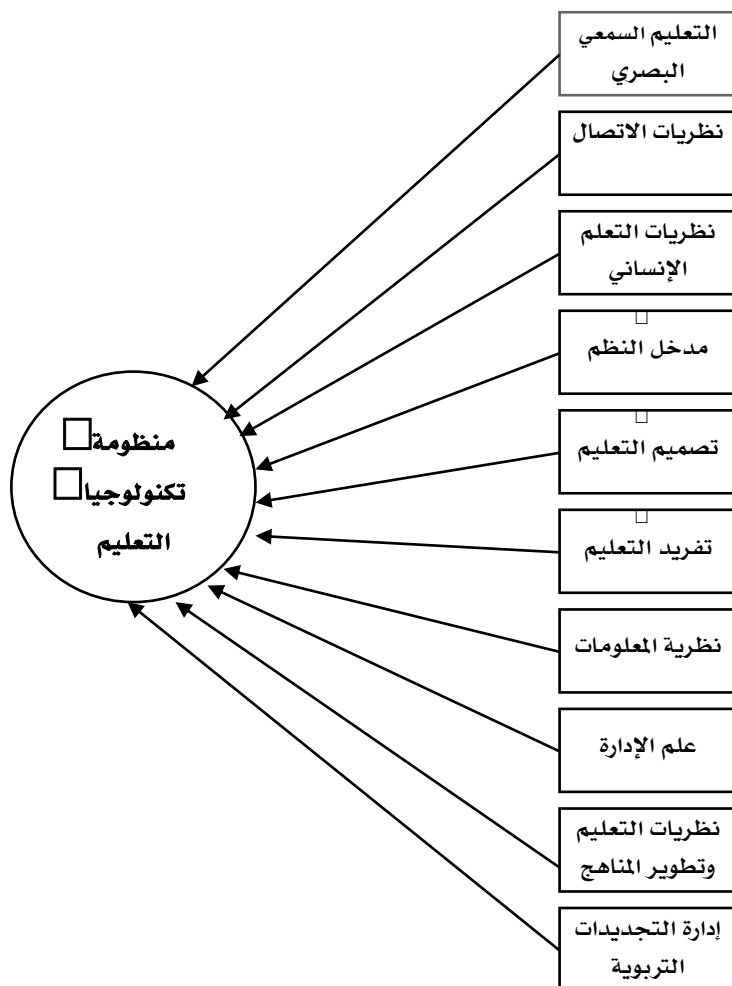 التعليم السمعي
البصري
نظريات الاتصال
نظريات التعلم
الإنساني
مدخل النظم
تصميم التعليم
تفريد التعليم
نظرية المعلومات
علم الإدارة
نظريات التعليم
وتطوير المناهج
إدارة التجديدات
التربوية
منظومة
تكنولوجيا
التعليم